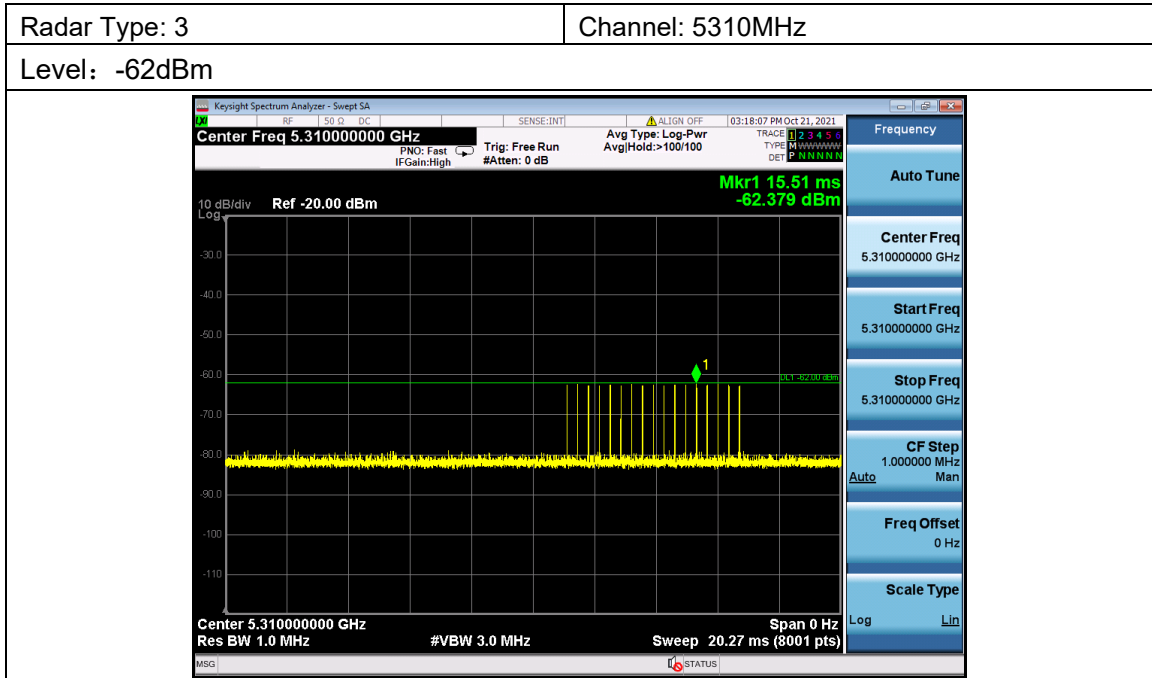 Radar Type: 3
Channel: 5310MHz
Level：-62dBm
Keysight Spectrum Analyzer - Swept SA
LXI
RF
50 Ω
DC
SENSE:INT
ALIGN OFF
03:18:07 PM Oct 21, 2021
Center Freq 5.310000000 GHz
PNO: Fast
IFGain:High
Trig: Free Run
#Atten: 0 dB
Avg Type: Log-Pwr
Avg|Hold:>100/100
TRACE 1 2 3 4 5 6
TYPE M WWWWW
DET P N N N N N
Mkr1 15.51 ms
-62.379 dBm
10 dB/div
Log
Ref -20.00 dBm
-30.0
-40.0
-50.0
-60.0
-70.0
-80.0
-90.0
-100
-110
1
DL1 -62.00 dBm
Center 5.310000000 GHz
Span 0 Hz
Res BW 1.0 MHz
#VBW 3.0 MHz
Sweep 20.27 ms (8001 pts)
MSG
STATUS
Frequency
Auto Tune
Center Freq
5.310000000 GHz
Start Freq
5.310000000 GHz
Stop Freq
5.310000000 GHz
CF Step
1.000000 MHz
Auto Man
Freq Offset
0 Hz
Scale Type
Log Lin